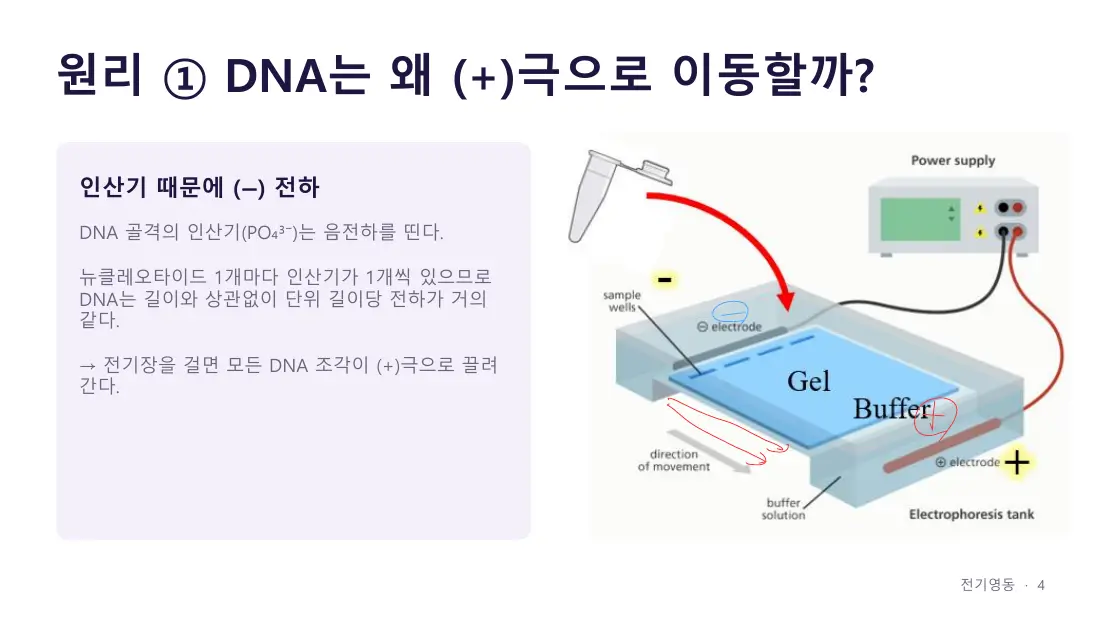 원리 ① DNA는 왜 (+)극으로 이동할까?
인산기 때문에 (−) 전하
DNA 골격의 인산기(PO₄³⁻)는 음전하를 띤다.
뉴클레오타이드 1개마다 인산기가 1개씩 있으므로
DNA는 길이와 상관없이 단위 길이당 전하가 거의
같다.
→ 전기장을 걸면 모든 DNA 조각이 (+)극으로 끌려
간다.
Power supply
-
sample
wells
⊖ electrode
Gel
Buffer
+
direction
of movement
⊕ electrode +
buffer
solution
Electrophoresis tank
전기영동 · 4